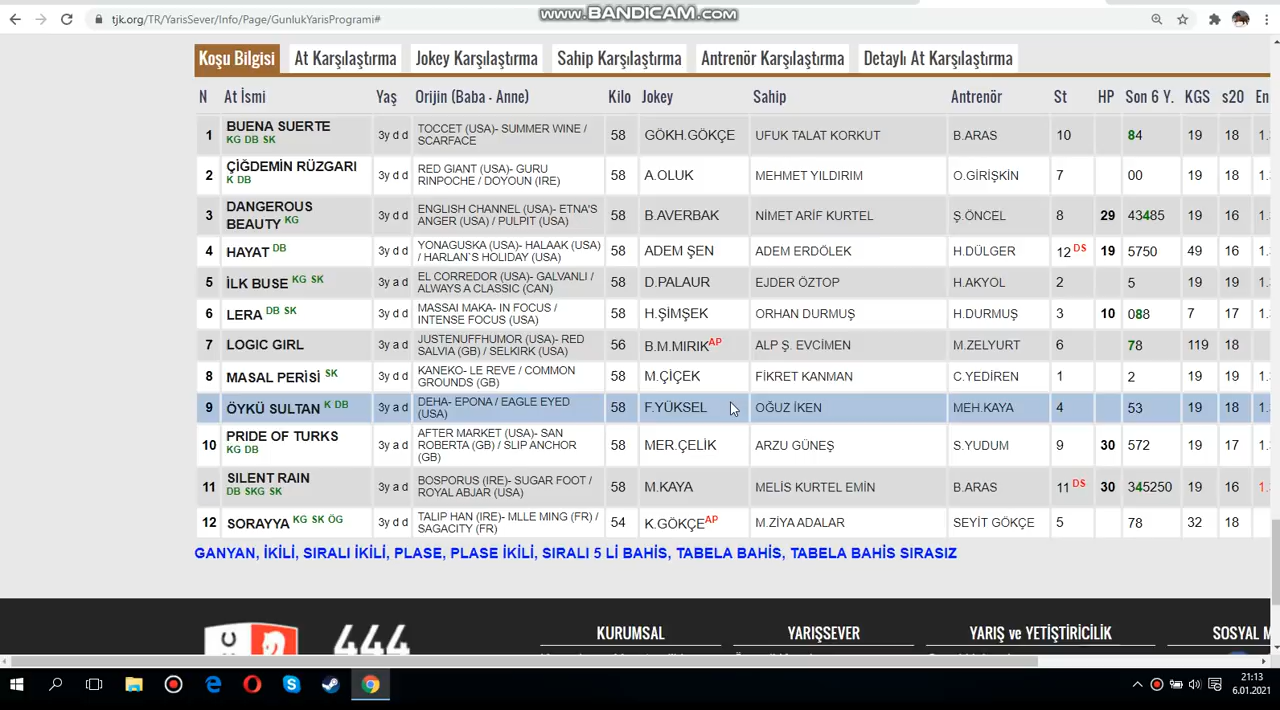 www.BANDICAM.com
tjk.org/TR/YarisSever/Info/Page/GunlukYarisProgrami#
Koşu Bilgisi At Karşılaştırma Jokey Karşılaştırma Sahip Karşılaştırma Antrenör Karşılaştırma Detaylı At Karşılaştırma
N At İsmi Yaş Orijin (Baba - Anne) Kilo Jokey Sahip Antrenör St HP Son 6 Y. KGS s20 En
1 BUENA SUERTE KG DB SK 3y d d TOCCET (USA)- SUMMER WINE / SCARFACE 58 GÖKH.GÖKÇE UFUK TALAT KORKUT B.ARAS 10 84 19 18 1.
2 ÇİĞDEMİN RÜZGARI K DB 3y d d RED GIANT (USA)- GURU RINPOCHE / DOYOUN (IRE) 58 A.OLUK MEHMET YILDIRIM O.GİRİŞKİN 7 00 19 18 1.
3 DANGEROUS BEAUTY KG 3y d d ENGLISH CHANNEL (USA)- ETNA'S ANGER (USA) / PULPIT (USA) 58 B.AVERBAK NİMET ARİF KURTEL Ş.ÖNCEL 8 29 43485 19 16 1.
4 HAYAT DB 3y d d YONAGUSKA (USA)- HALAAK (USA) / HARLAN`S HOLIDAY (USA) 58 ADEM ŞEN ADEM ERDÖLEK H.DÜLGER 12 DS 19 5750 49 16 1.
5 İLK BUSE KG SK 3y a d EL CORREDOR (USA)- GALVANLI / ALWAYS A CLASSIC (CAN) 58 D.PALAUR EJDER ÖZTOP H.AKYOL 2 5 19 19 1.
6 LERA DB SK 3y d d MASSAI MAKA- IN FOCUS / INTENSE FOCUS (USA) 58 H.ŞİMŞEK ORHAN DURMUŞ H.DURMUŞ 3 10 088 7 17 1.
7 LOGIC GIRL 3y d d JUSTENUFFHUMOR (USA)- RED SALVIA (GB) / SELKIRK (USA) 56 B.M.MIRIK AP ALP Ş. EVCİMEN M.ZELYURT 6 78 119 18
8 MASAL PERİSİ SK 3y d d KANEKO- LE REVE / COMMON GROUNDS (GB) 58 M.ÇİÇEK FİKRET KANMAN C.YEDİREN 1 2 19 19 1.
9 ÖYKÜ SULTAN K DB 3y a d DEHA- EPONA / EAGLE EYED (USA) 58 F.YÜKSEL OĞUZ İKEN MEH.KAYA 4 53 19 18 1.
10 PRIDE OF TURKS KG DB 3y a d AFTER MARKET (USA)- SAN ROBERTA (GB) / SLIP ANCHOR (GB) 58 MER.ÇELİK ARZU GÜNEŞ S.YUDUM 9 30 572 19 17 1.
11 SILENT RAIN DB SKG SK 3y a d BOSPORUS (IRE)- SUGAR FOOT / ROYAL ABJAR (USA) 58 M.KAYA MELİS KURTEL EMİN B.ARAS 11 DS 30 345250 19 16 1.
12 SORAYYA KG SK ÖG 3y d d TALIP HAN (IRE)- MLLE MING (FR) / SAGACITY (FR) 54 K.GÖKÇE AP M.ZİYA ADALAR SEYİT GÖKÇE 5 78 32 18
GANYAN, İKİLİ, SIRALI İKİLİ, PLASE, PLASE İKİLİ, SIRALI 5 Lİ BAHİS, TABELA BAHİS, TABELA BAHİS SIRASIZ
444
KURUMSAL YARIŞSEVER YARIŞ ve YETİŞTİRİCİLİK SOSYAL M
21:13
6.01.2021